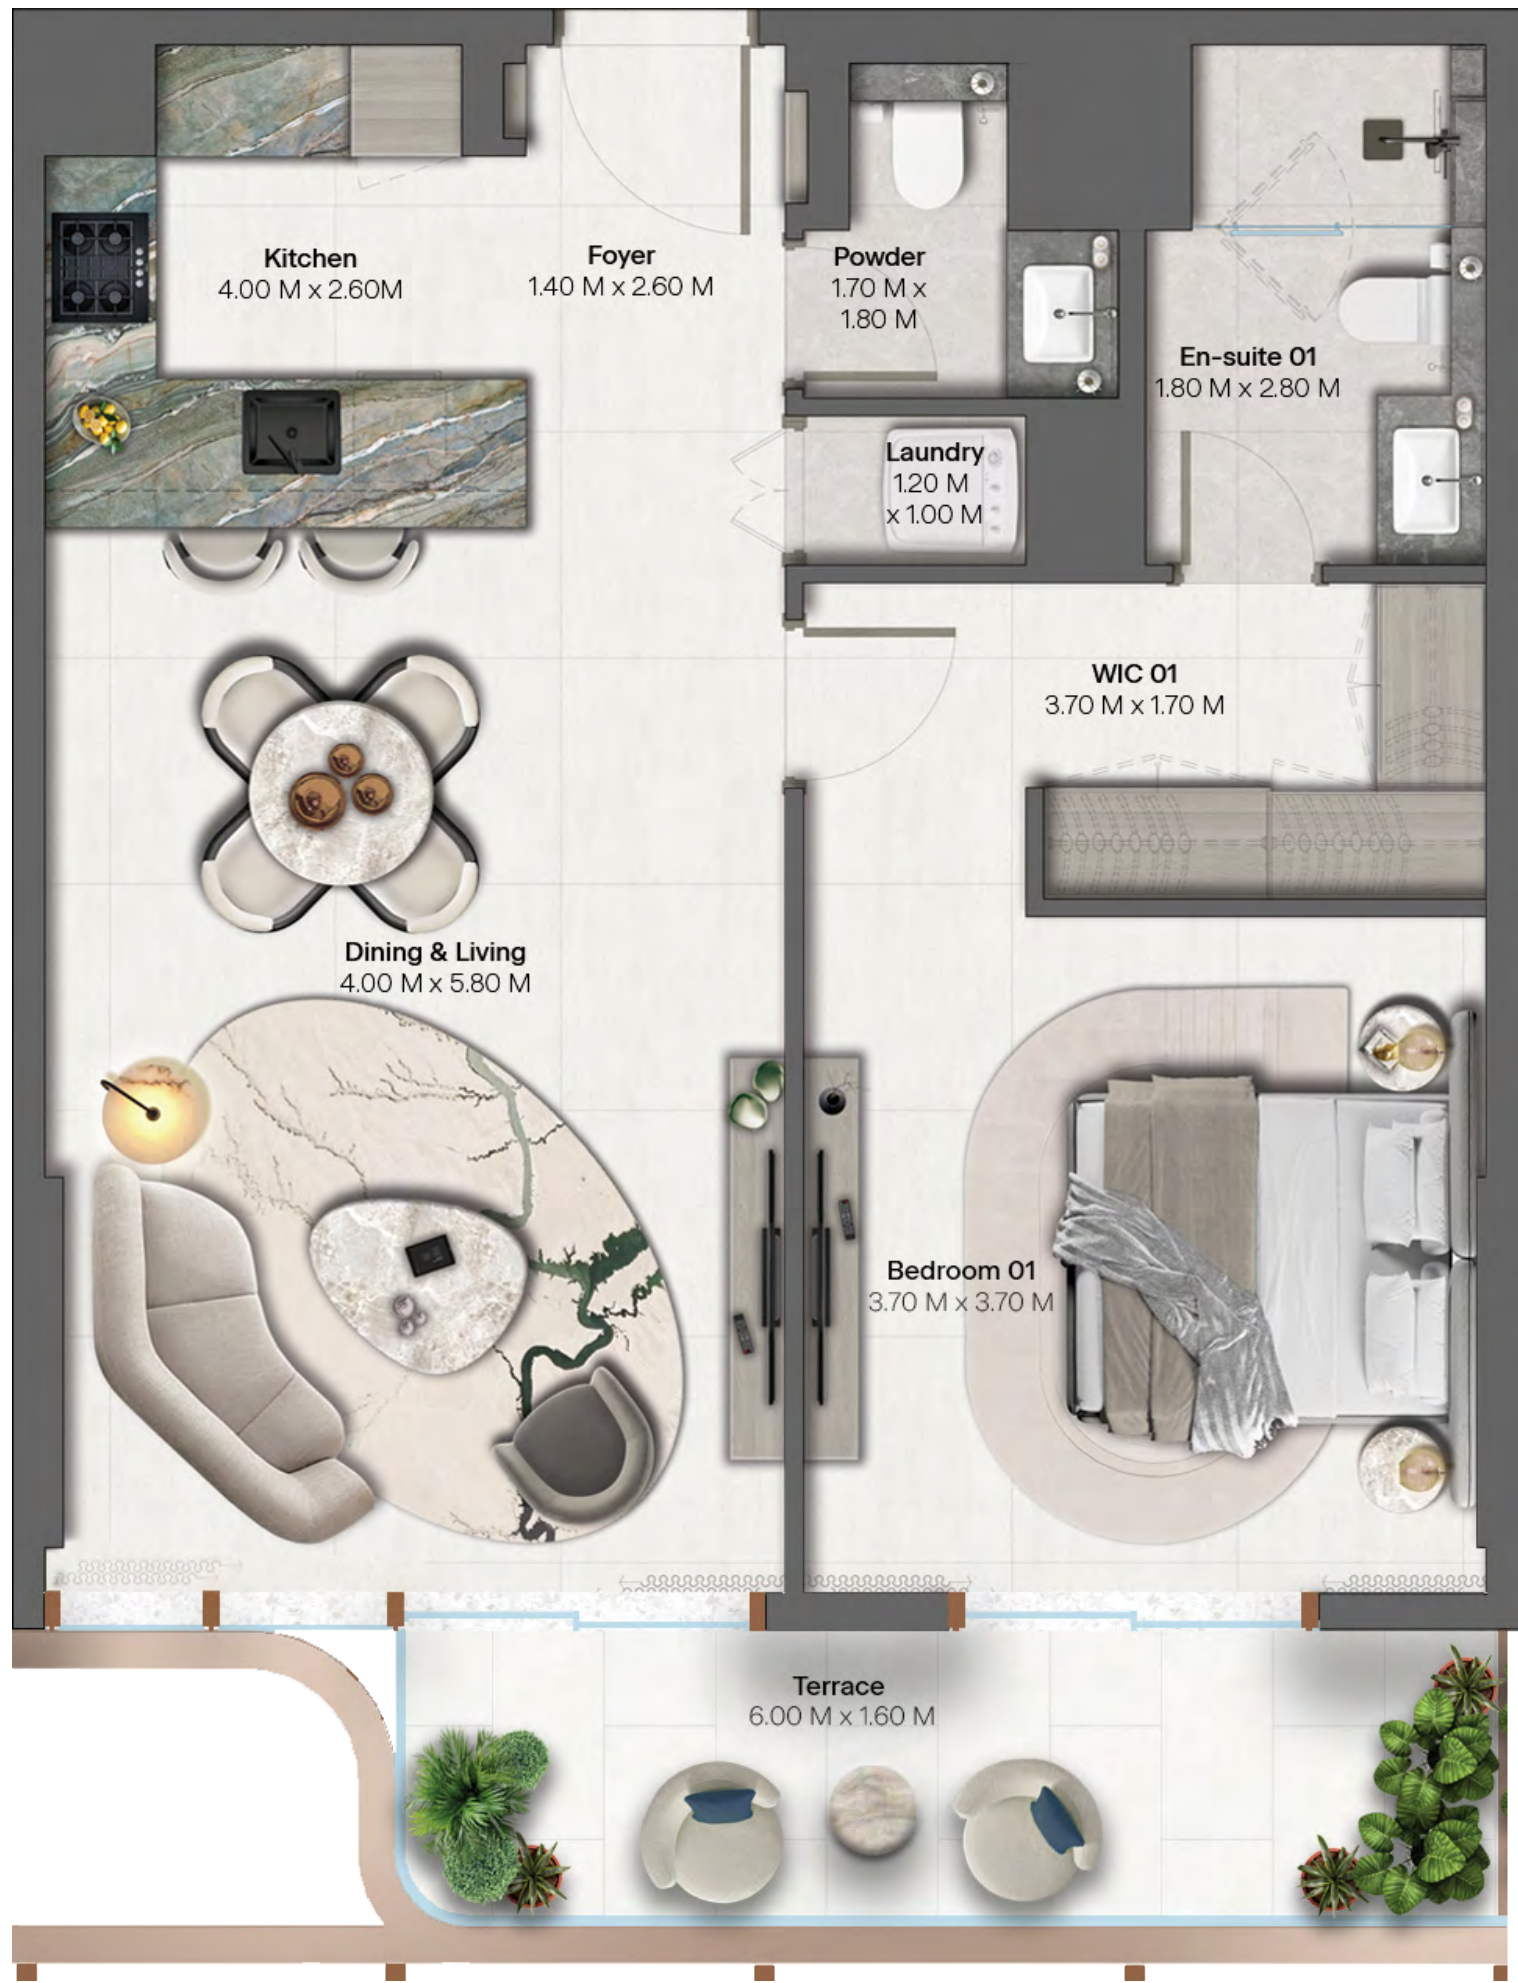 Kitchen
4.00 M x 2.60M
Foyer
1.40 M x 2.60 M
Powder
1.70 M x
1.80 M
En-suite 01
1.80 M x 2.80 M
Laundry
1.20 M
x 1.00 M
WIC 01
3.70 M x 1.70 M
Dining & Living
4.00 M x 5.80 M
Bedroom 01
3.70 M x 3.70 M
Terrace
6.00 M x 1.60 M